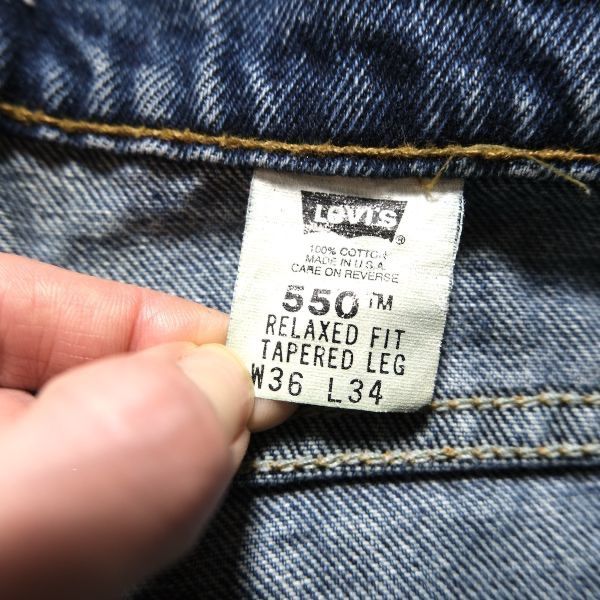 LEVI'S
®
100% COTTON
MADE IN U.S.A.
CARE ON REVERSE
550™
RELAXED FIT
TAPERED LEG
W36 L34